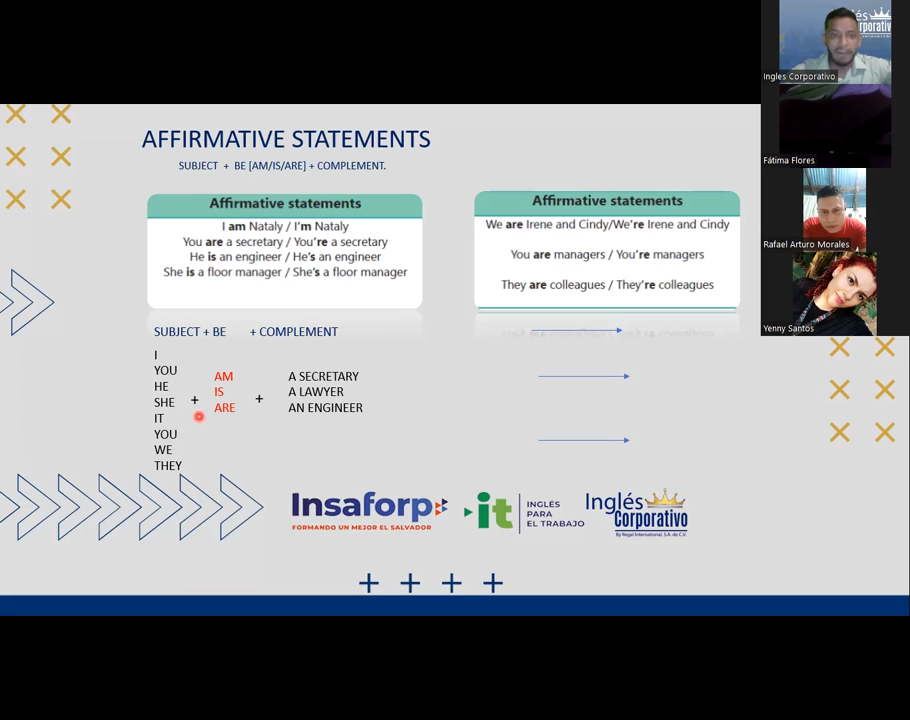 AFFIRMATIVE STATEMENTS
SUBJECT + BE [AM/IS/ARE] + COMPLEMENT.
Affirmative statements
I am Nataly / I'm Nataly
You are a secretary / You're a secretary
He is an engineer / He's an engineer
She is a floor manager / She's a floor manager
Affirmative statements
We are Irene and Cindy/We're Irene and Cindy
You are managers / You're managers
They are colleagues / They're colleagues
SUBJECT + BE + COMPLEMENT
I
YOU
HE
SHE
IT
YOU
WE
THEY
+
AM
IS
ARE
+
A SECRETARY
A LAWYER
AN ENGINEER
Insaforp
FORMANDO UN MEJOR EL SALVADOR
it
INGLÉS
PARA
EL TRABAJO
Inglés
Corporativo
By Regal International, S.A. de C.V.
Ingles Corporativo
Fátima Flores
Rafael Arturo Morales
Yenny Santos